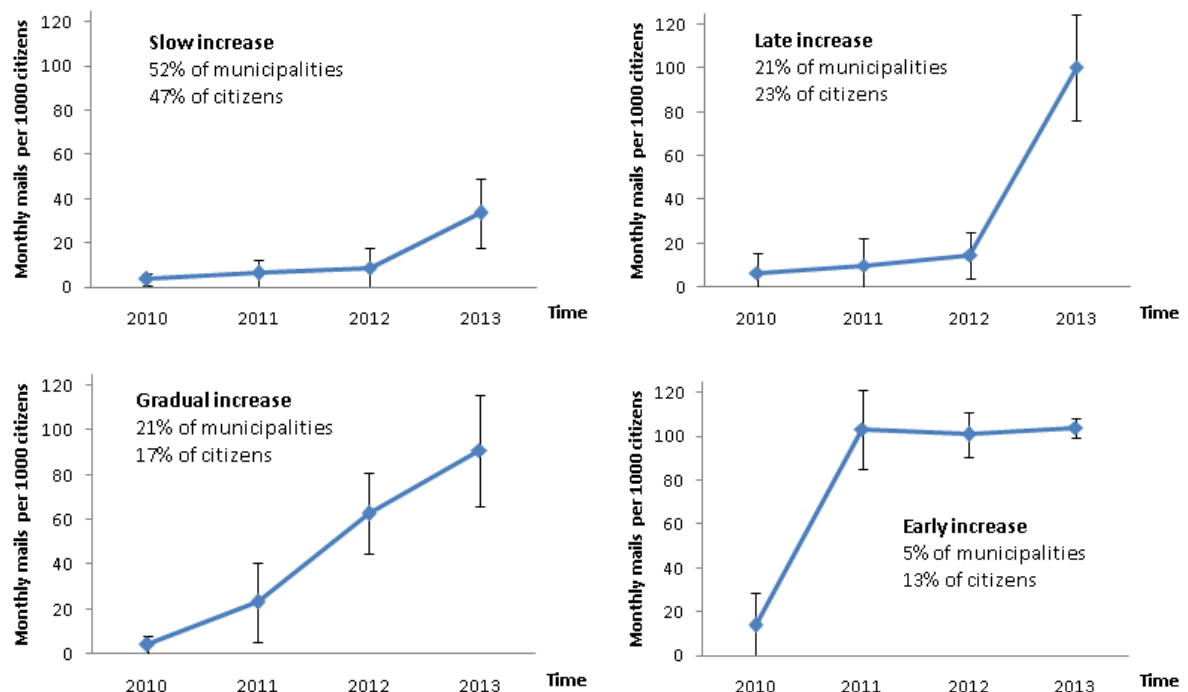 Monthly mails per 1000 citizens
120
100
80
60
40
20
0
Slow increase
52% of municipalities
47% of citizens
2010 2011 2012 2013
Time
Monthly mails per 1000 citizens
120
100
80
60
40
20
0
Late increase
21% of municipalities
23% of citizens
2010 2011 2012 2013
Time
Monthly mails per 1000 citizens
120
100
80
60
40
20
0
Gradual increase
21% of municipalities
17% of citizens
2010 2011 2012 2013
Time
Monthly mails per 1000 citizens
120
100
80
60
40
20
0
Early increase
5% of municipalities
13% of citizens
2010 2011 2012 2013
Time